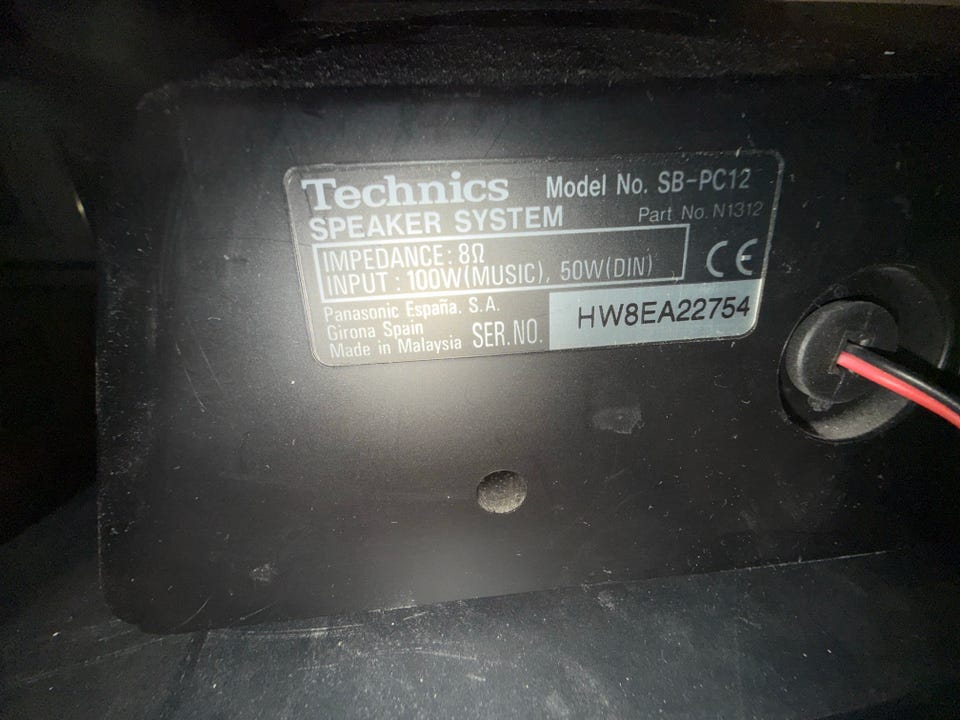 Technics Model No. SB-PC12
SPEAKER SYSTEM Part No. N1312
IMPEDANCE: 8Ω
INPUT : 100W(MUSIC), 50W(DIN)
CE
Panasonic España. S.A.
Girona Spain
Made in Malaysia SER.NO. HW8EA22754